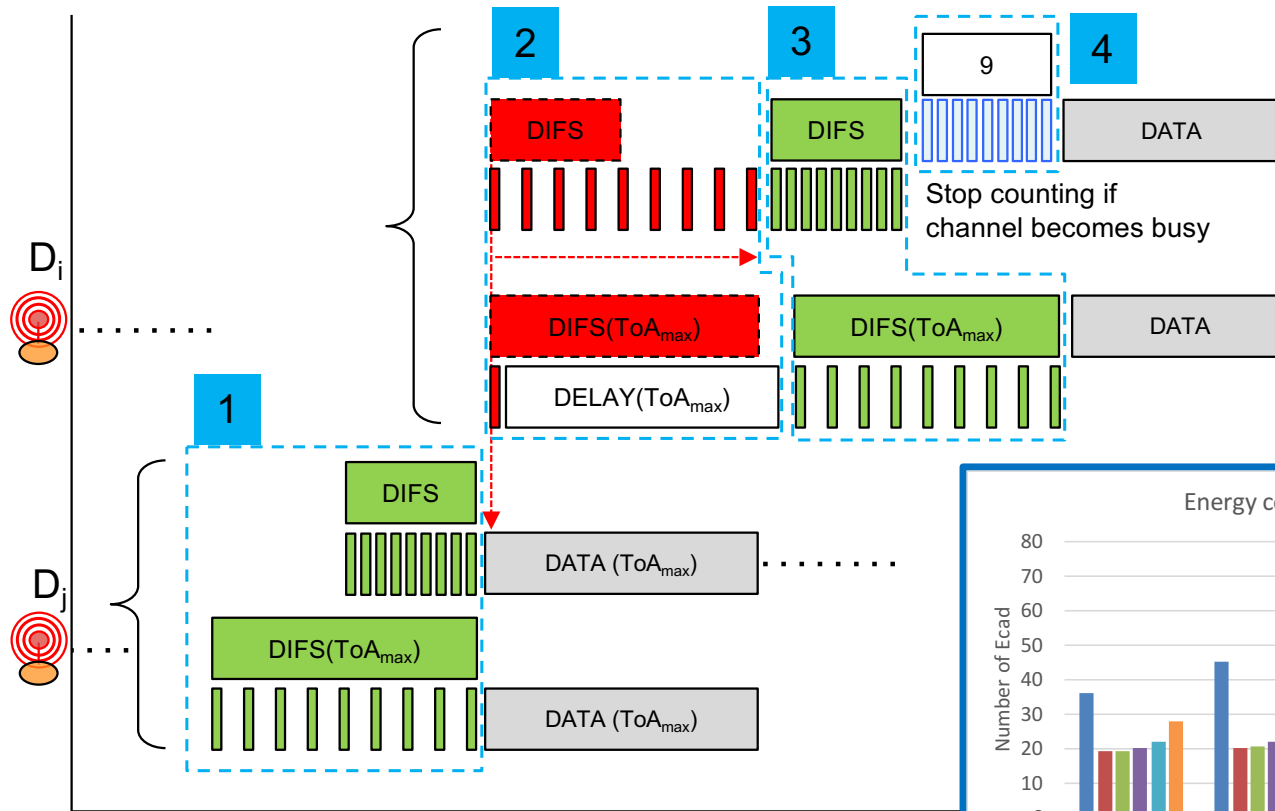 2
3
9
4
DIFS
DIFS
DATA
Stop counting if
channel becomes busy
Di
DIFS(ToAmax)
DIFS(ToAmax)
DATA
DELAY(ToAmax)
1
DIFS
Dj
DATA (ToAmax)
DIFS(ToAmax)
DATA (ToAmax)
Energy co
Number of Ecad
80
70
60
50
40
30
20
10